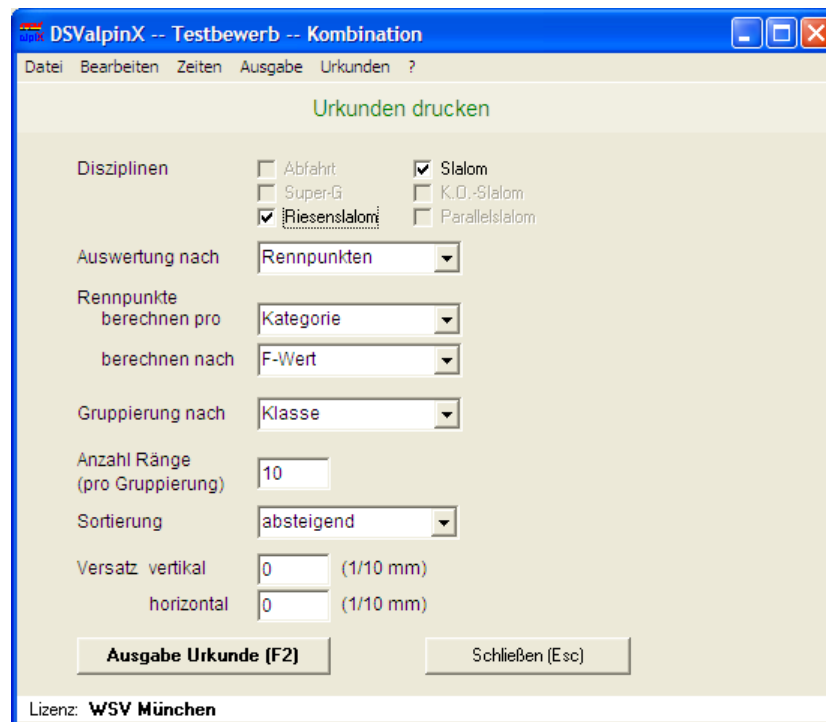 alpin DSValpinX -- Testbewerb -- Kombination
Datei Bearbeiten Zeiten Ausgabe Urkunden ?
Urkunden drucken
Disziplinen Abfahrt Slalom
Super-G K.O.-Slalom
Riesenslalom Parallelslalom
Auswertung nach Rennpunkten
Rennpunkte
berechnen pro Kategorie
berechnen nach F-Wert
Gruppierung nach Klasse
Anzahl Ränge
(pro Gruppierung) 10
Sortierung absteigend
Versatz vertikal 0 (1/10 mm)
horizontal 0 (1/10 mm)
Ausgabe Urkunde (F2) Schließen (Esc)
Lizenz: WSV München